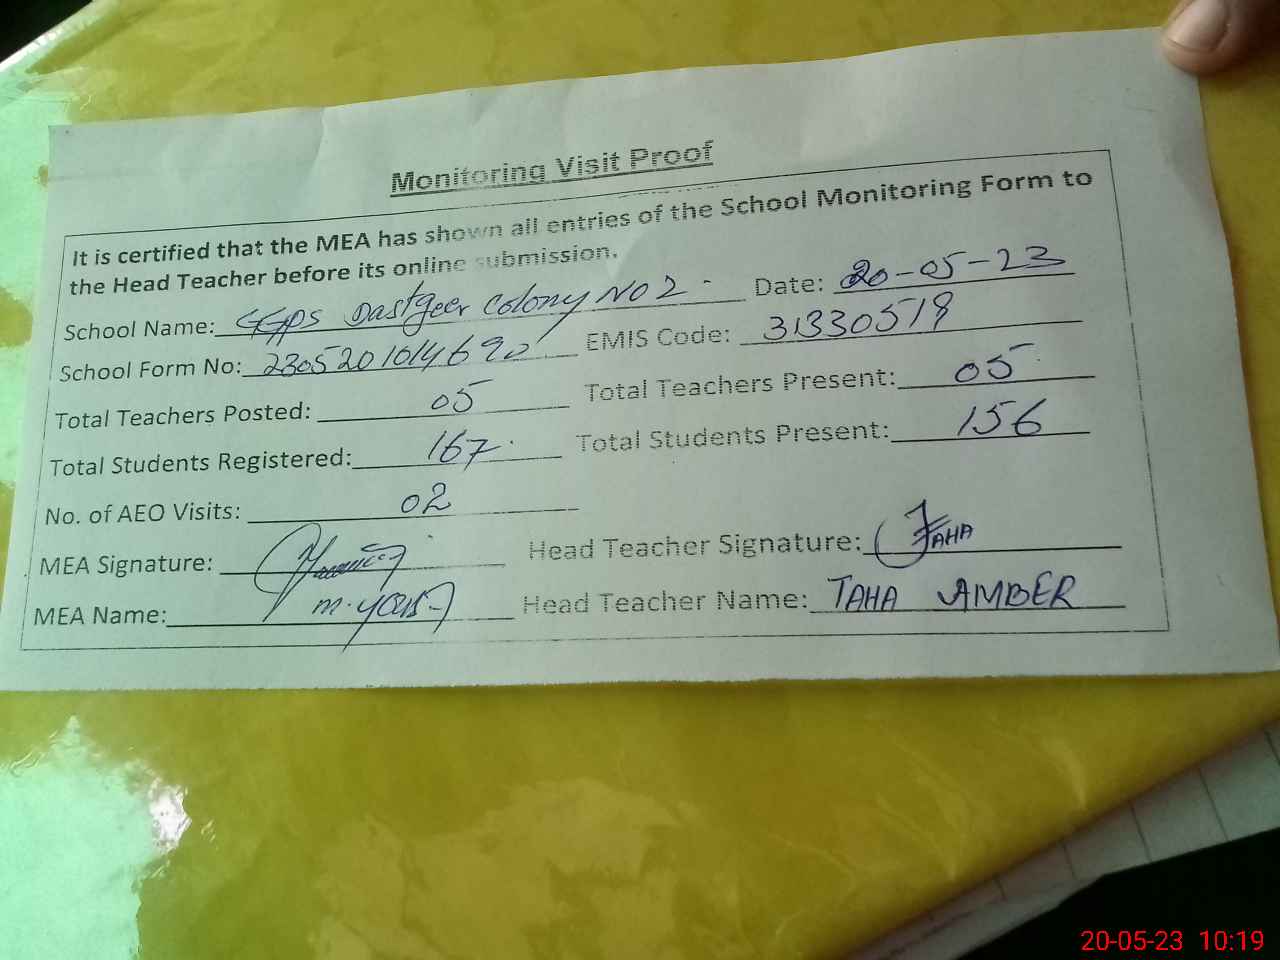 Monitoring Visit Proof
It is certified that the MEA has shown all entries of the School Monitoring Form to
the Head Teacher before its online submission.
School Name: GGPS Dastgeer Colony NO 2 Date: 20-05-23
School Form No: EMIS Code: 31330518
Total Teachers Posted: 05 Total Teachers Present: 05
Total Students Registered: 167 Total Students Present: 156
No. of AEO Visits: 02
MEA Signature: Head Teacher Signature: TAHA
MEA Name: Head Teacher Name: TAHA AMBER
20-05-23 10:19